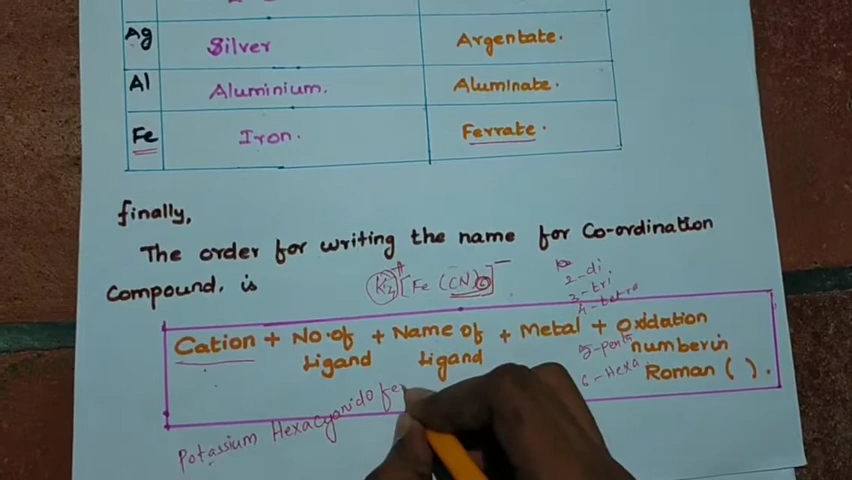 Ag Silver Argentate.
Al Aluminium. Aluminate.
Fe Iron. Ferrate.
finally,
The order for writing the name for Co-ordination
compound, is
K4 [Fe (CN)6]
+ −
2-di
3-tri
4-tetra
5-penta
6-Hexa
Cation + No.of + Name of + Metal + Oxidation
Ligand Ligand number in
Roman ( ).
Potassium Hexacyanido fer